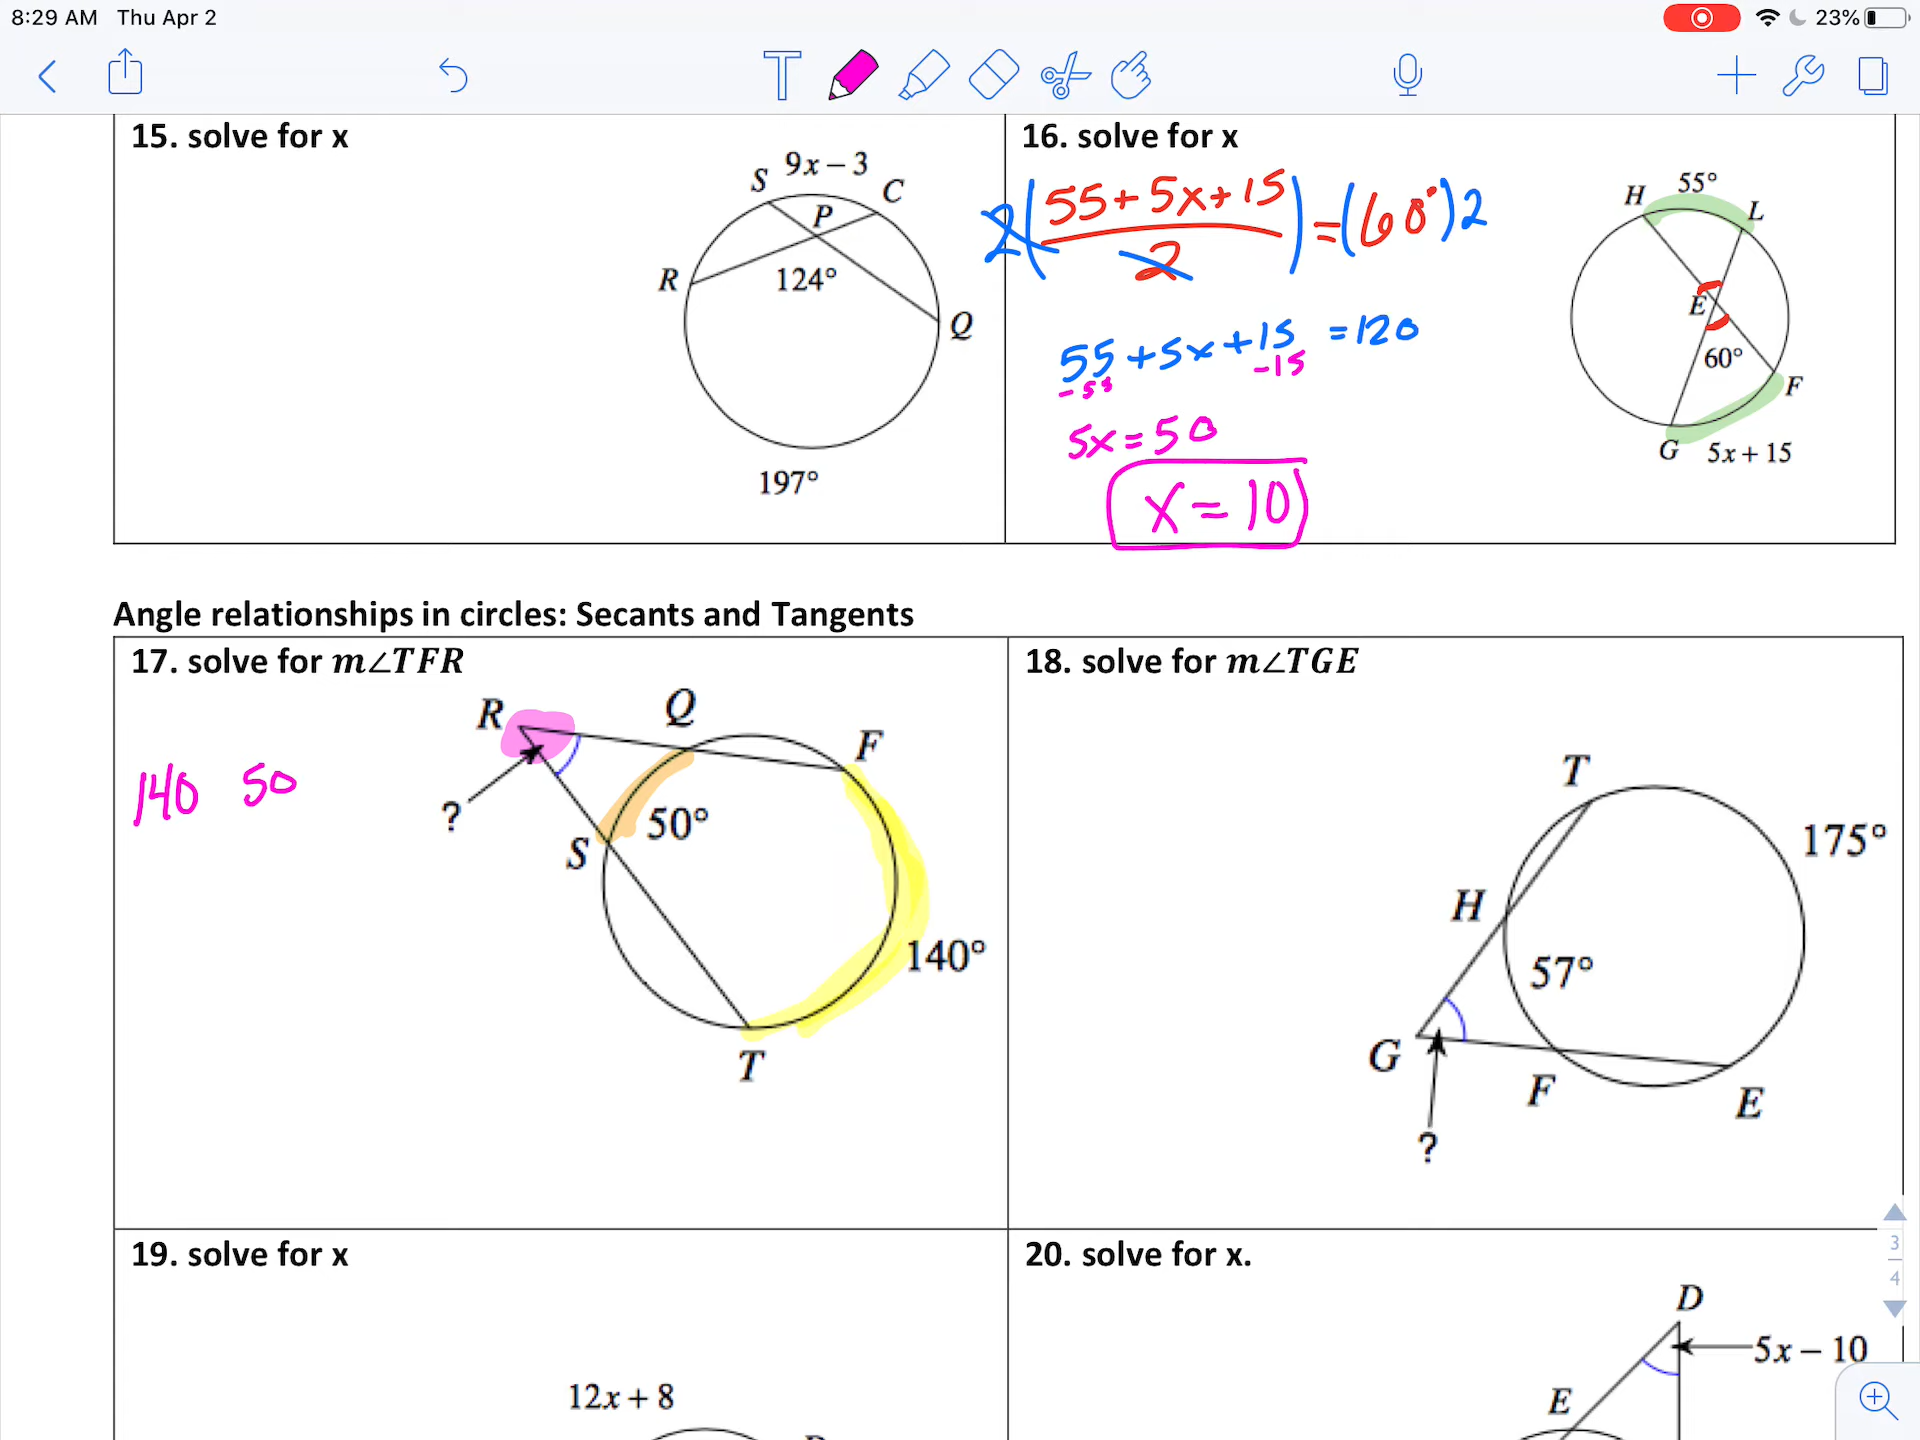 8:29 AM Thu Apr 2
23%
15. solve for x
S 9x – 3 C
P
R 124° Q
197°
16. solve for x
2(55+5x+15/2)=(60°)2
55+5x+15 =120
-55 -15
5x=50
x=10
H 55° L
E
60°
F
G 5x + 15
Angle relationships in circles: Secants and Tangents
17. solve for m∠TFR
R Q F
140 50
?
S 50°
140°
T
18. solve for m∠TGE
T
175°
H
57°
G
F E
?
19. solve for x
12x + 8
20. solve for x.
D
5x – 10
E
3
4